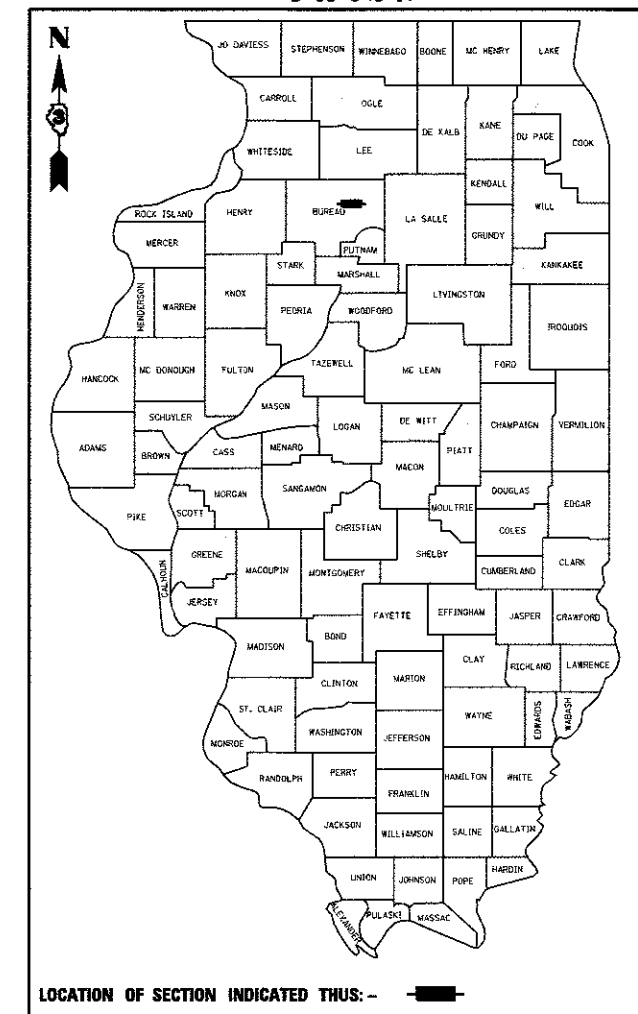 N
3
JO DAVIESS
STEPHENSON
WINNEBAGO
BOONE
MC HENRY
LAKE
CARROLL
OGLE
DE KALB
KANE
DU PAGE
COOK
WHITESIDE
LEE
KENDALL
WILL
ROCK ISLAND
HENRY
BUREAU
LA SALLE
GRUNDY
MERCER
PUTNAM
KANKAKEE
STARK
MARSHALL
HENDERSON
WARREN
KNOX
PEORIA
WOODFORD
LIVINGSTON
IROQUOIS
HANCOCK
MC DONOUGH
FULTON
TAZEWELL
MC LEAN
FORD
MASON
SCHUYLER
LOGAN
DE WITT
CHAMPAIGN
VERMILION
ADAMS
BROWN
CASS
MENARD
PIATT
MACON
MORGAN
SANGAMON
DOUGLAS
EDGAR
PIKE
SCOTT
CHRISTIAN
MOULTRIE
COLES
GREENE
MACOUPIN
MONTGOMERY
SHELBY
CUMBERLAND
CLARK
CALHOUN
JERSEY
FAYETTE
EFFINGHAM
JASPER
CRAWFORD
MADISON
BOND
CLAY
RICHLAND
LAWRENCE
CLINTON
MARION
ST. CLAIR
WAYNE
EDWARDS
WABASH
WASHINGTON
JEFFERSON
MONROE
RANDOLPH
PERRY
HAMILTON
WHITE
FRANKLIN
JACKSON
WILLIAMSON
SALINE
GALLATIN
UNION
JOHNSON
POPE
HARDIN
ALEXANDER
PULASKI
MASSAC
LOCATION OF SECTION INDICATED THUS: -